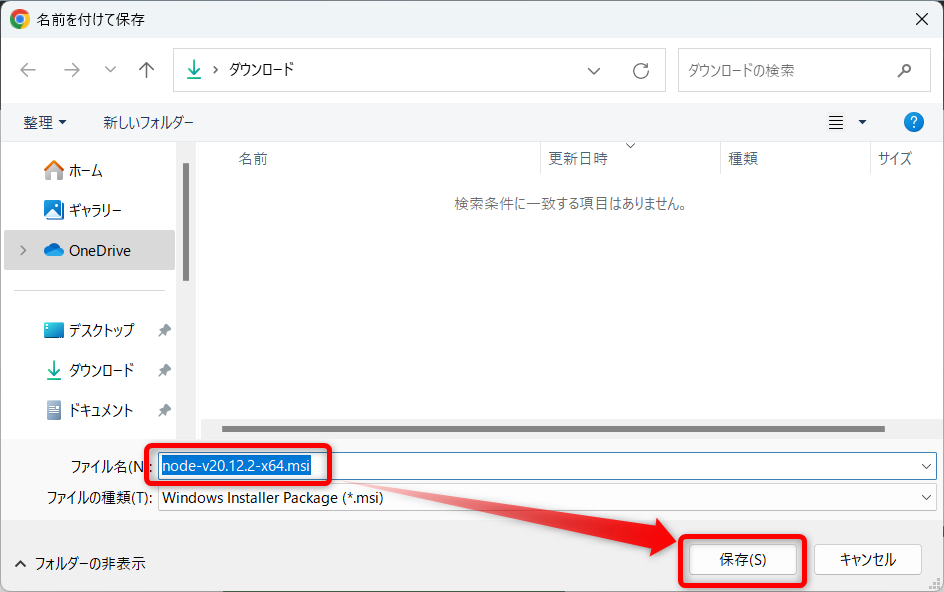 名前を付けて保存
ダウンロード
ダウンロードの検索
整理
新しいフォルダー
?
名前
更新日時
種類
サイズ
検索条件に一致する項目はありません。
ホーム
ギャラリー
OneDrive
デスクトップ
ダウンロード
ドキュメント
ファイル名(N):
node-v20.12.2-x64.msi
ファイルの種類(T):
Windows Installer Package (*.msi)
フォルダーの非表示
保存(S)
キャンセル